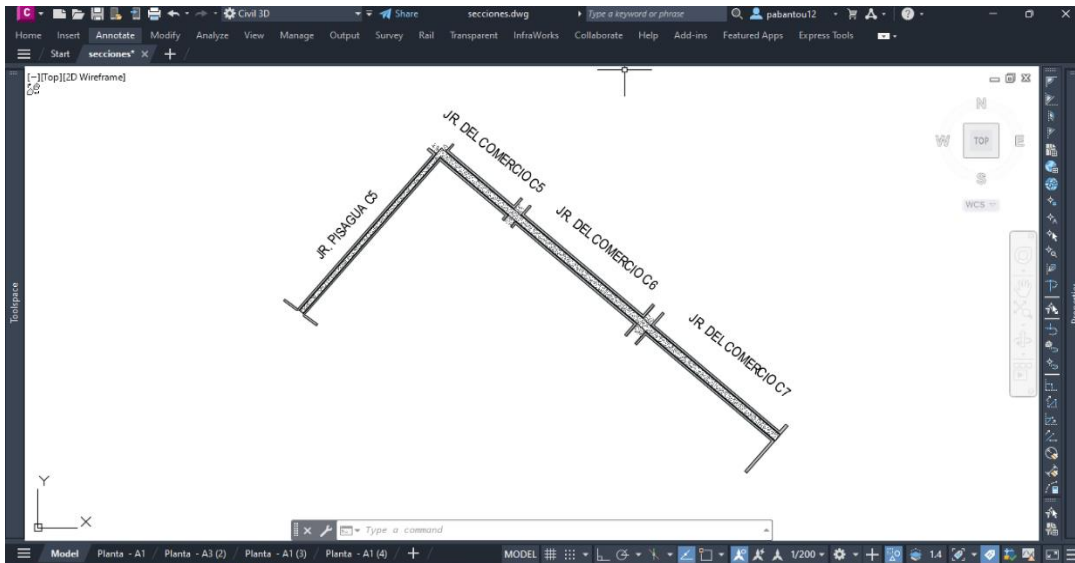 C Civil 3D Share secciones.dwg Type a keyword or phrase pabantou12
Home Insert Annotate Modify Analyze View Manage Output Survey Rail Transparent InfraWorks Collaborate Help Add-ins Featured Apps Express Tools
Start secciones*
[−][Top][2D Wireframe]
N
W TOP E
S
WCS
JR. DEL COMERCIO C5
JR. PISAGUA C5
JR. DEL COMERCIO C6
JR. DEL COMERCIO C7
Toolspace
Y
X
Type a command
Model Planta - A1 Planta - A3 (2) Planta - A1 (3) Planta - A1 (4) MODEL 1/200 1.4